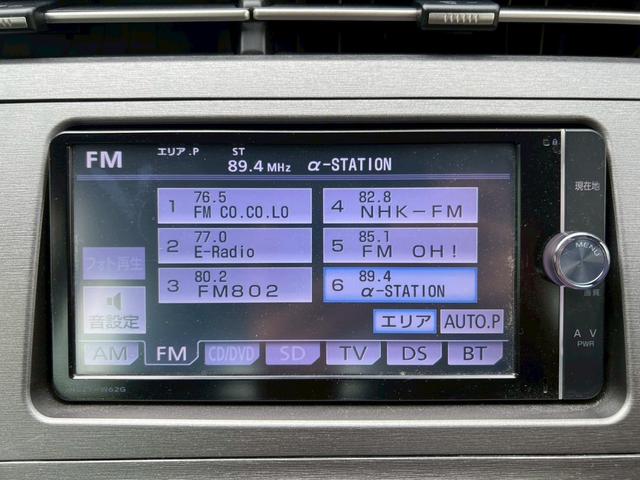 FM エリア.P ST 89.4 MHz α-STATION
現在地
1 76.5 FM CO.CO.LO
4 82.8 NHK-FM
2 77.0 E-Radio
5 85.1 FM OH!
MENU
3 80.2 FM802
6 89.4 α-STATION
フォト再生
音設定
画質
エリア AUTO.P
A V
PWR
AM FM CD/DVD SD TV DS BT
W62G